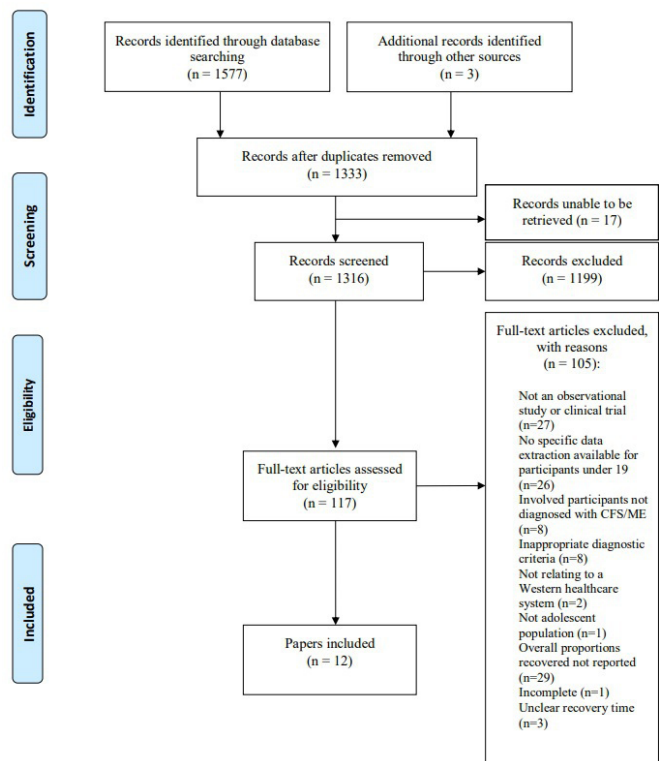 Identification
Records identified through database
searching
(n = 1577)
Additional records identified
through other sources
(n = 3)
Records after duplicates removed
(n = 1333)
Screening
Records unable to be
retrieved (n = 17)
Records screened
(n = 1316)
Records excluded
(n = 1199)
Eligibility
Full-text articles assessed
for eligibility
(n = 117)
Full-text articles excluded,
with reasons
(n = 105):
Not an observational
study or clinical trial
(n=27)
No specific data
extraction available for
participants under 19
(n=26)
Involved participants not
diagnosed with CFS/ME
(n=8)
Inappropriate diagnostic
criteria (n=8)
Not relating to a
Western healthcare
system (n=2)
Not adolescent
population (n=1)
Overall proportions
recovered not reported
(n=29)
Incomplete (n=1)
Unclear recovery time
(n=3)
Included
Papers included
(n = 12)